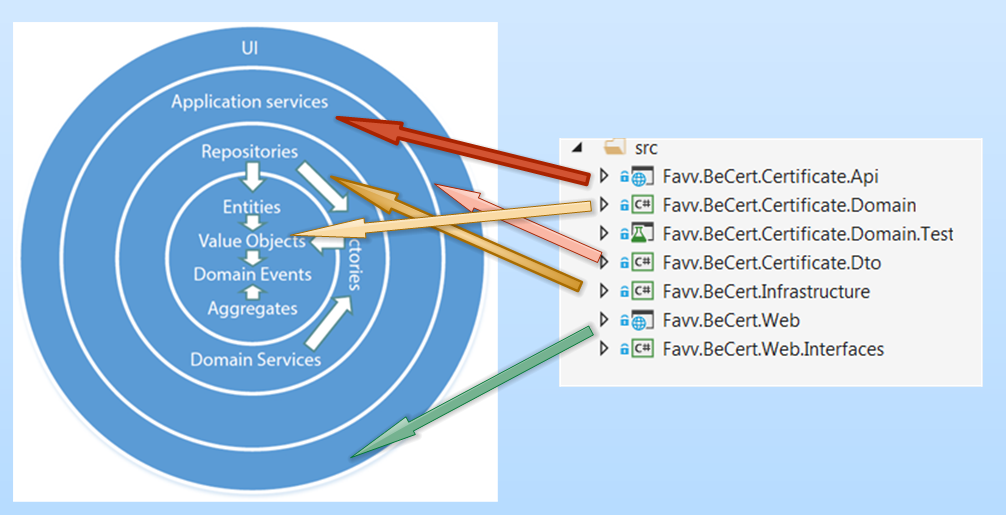 UI
Application services
Repositories
Entities
Value Objects
Domain Events
Aggregates
Domain Services
src
Favv.BeCert.Certificate.Api
C# Favv.BeCert.Certificate.Domain
Favv.BeCert.Certificate.Domain.Test
C# Favv.BeCert.Certificate.Dto
C# Favv.BeCert.Infrastructure
Favv.BeCert.Web
C# Favv.BeCert.Web.Interfaces